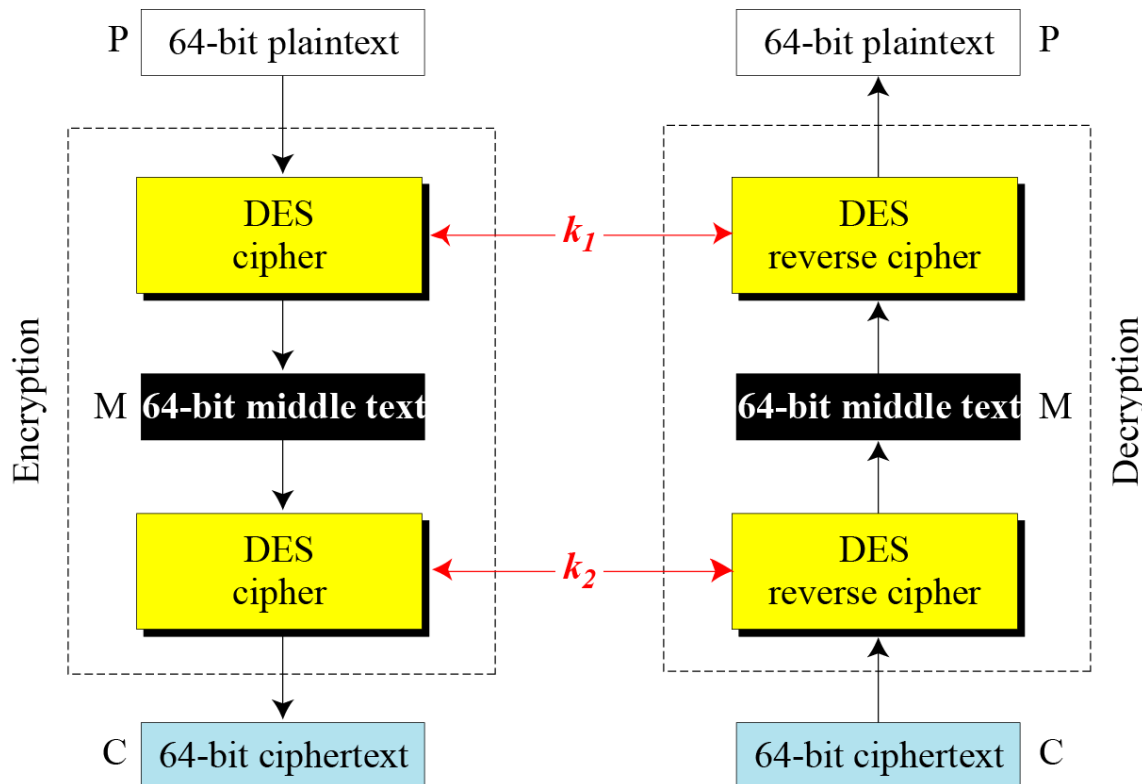 P
64-bit plaintext
64-bit plaintext
P
DES
cipher
k1
DES
reverse cipher
Encryption
M
64-bit middle text
64-bit middle text
M
Decryption
DES
cipher
k2
DES
reverse cipher
C
64-bit ciphertext
64-bit ciphertext
C